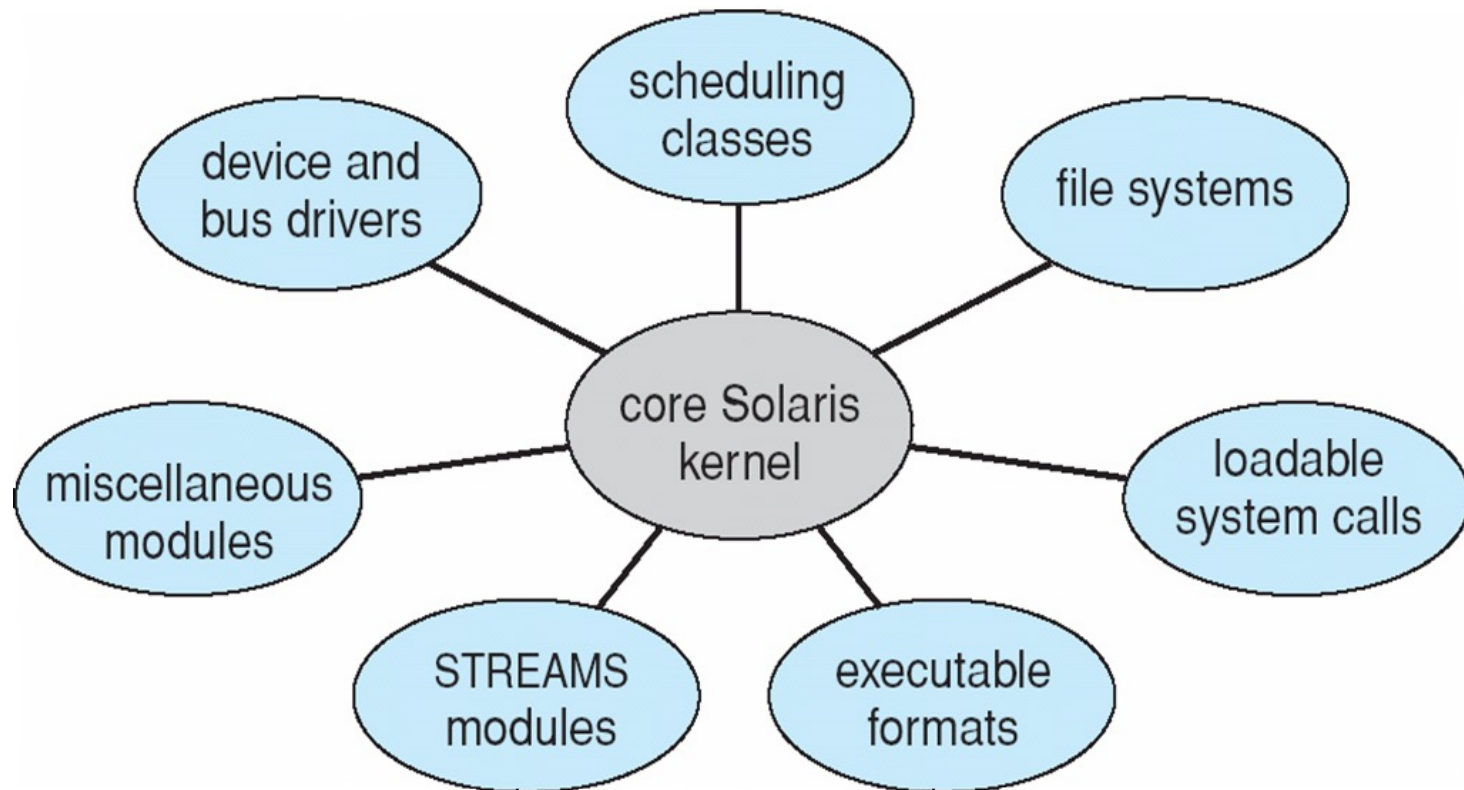 scheduling
classes
device and
bus drivers
file systems
core Solaris
kernel
miscellaneous
modules
loadable
system calls
STREAMS
modules
executable
formats